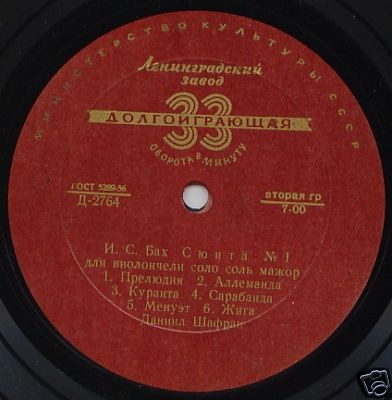 МИНИСТЕРСТВО КУЛЬТУРЫ СССР
Ленинградский
завод
33
ДОЛГОИГРАЮЩАЯ
ОБОРОТА В МИНУТУ
ГОСТ 5289-56
Д-2764
вторая гр
7-00
И. С. Бах Сюита № 1
для виолончели соло соль мажор
1. Прелюдия 2. Аллеманда
3. Куранта 4. Сарабанда
5. Менуэт 6. Жига
Даниил Шафран